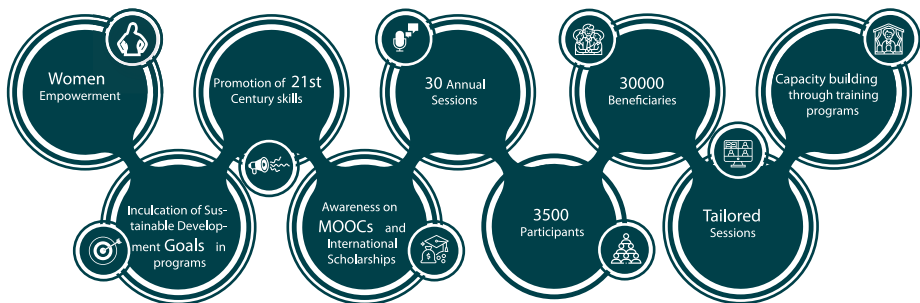 Women
Empowerment
Inculcation of Sus-
tainable Develop-
ment Goals in
programs
Promotion of 21st
Century skills
Awareness on
MOOCs and
International
Scholarships
30 Annual
Sessions
3500
Participants
30000
Beneficiaries
Tailored
Sessions
Capacity building
through training
programs